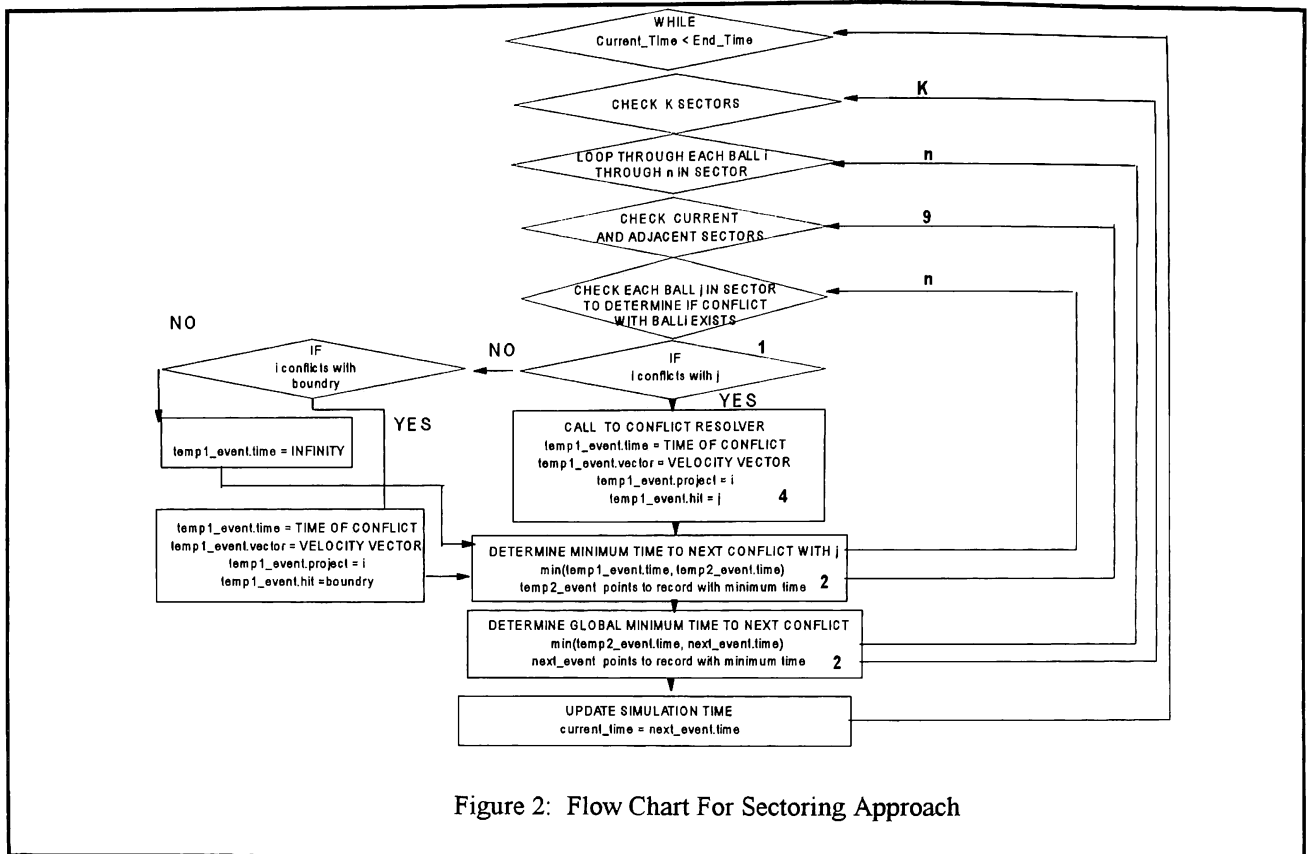 WHILE
Current_Time < End_Time
CHECK K SECTORS
K
LOOP THROUGH EACH BALL i
THROUGH n IN SECTOR
n
CHECK CURRENT
AND ADJACENT SECTORS
9
CHECK EACH BALL j IN SECTOR
TO DETERMINE IF CONFLICT
WITH BALL i EXISTS
n
1
IF
i conflicts with j
NO
YES
IF
i conflicts with
boundry
NO
YES
temp1_event.time = INFINITY
CALL TO CONFLICT RESOLVER
temp1_event.time = TIME OF CONFLICT
temp1_event.vector = VELOCITY VECTOR
temp1_event.project = i
temp1_event.hit = j
4
temp1_event.time = TIME OF CONFLICT
temp1_event.vector = VELOCITY VECTOR
temp1_event.project = i
temp1_event.hit =boundry
DETERMINE MINIMUM TIME TO NEXT CONFLICT WITH j
min(temp1_event.time, temp2_event.time)
temp2_event points to record with minimum time
2
DETERMINE GLOBAL MINIMUM TIME TO NEXT CONFLICT
min(temp2_event.time, next_event.time)
next_event points to record with minimum time
2
UPDATE SIMULATION TIME
current_time = next_event.time
Figure 2: Flow Chart For Sectoring Approach